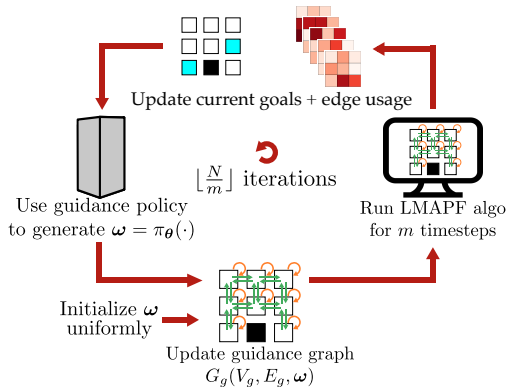 Update current goals + edge usage
⌊N/m⌋ iterations
Use guidance policy
to generate ω = π_θ(·)
Run LMAPF algo
for m timesteps
Initialize ω
uniformly
Update guidance graph
G_g(V_g, E_g, ω)